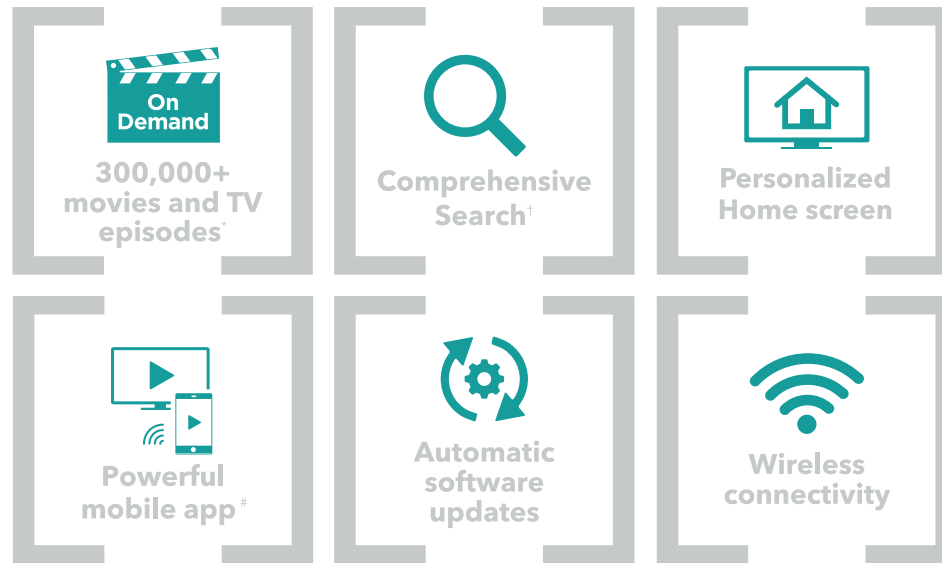 On
Demand
300,000+
movies and TV
episodes*
Comprehensive
Search†
Personalized
Home screen
Powerful
mobile app#
Automatic
software
updates
Wireless
connectivity